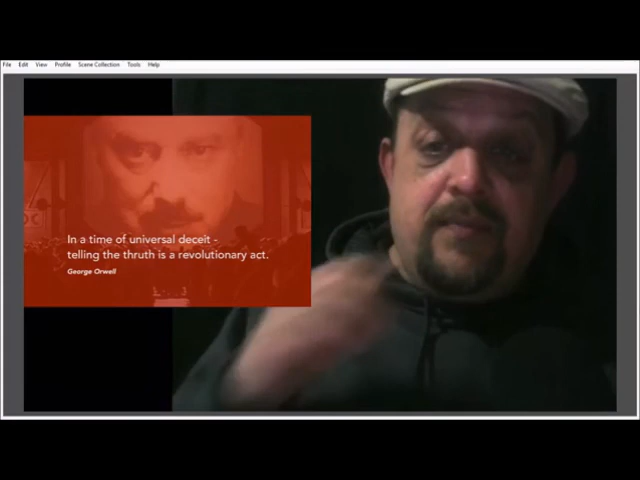 File Edit View Profile Scene Collection Tools Help
In a time of universal deceit -
telling the thruth is a revolutionary act.
George Orwell